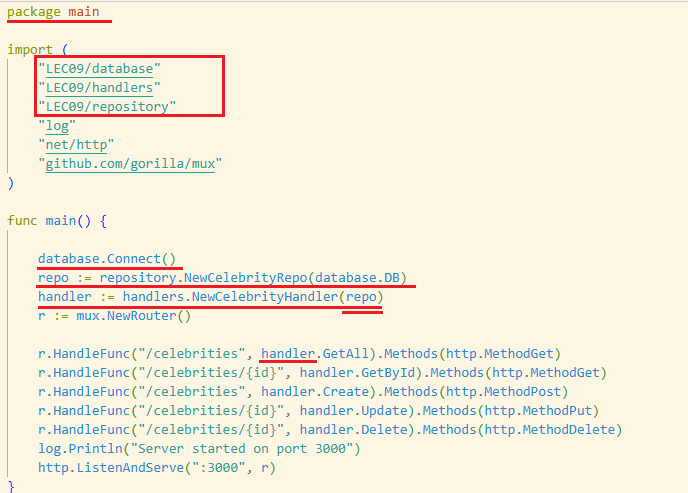 package main
import (
"LEC09/database"
"LEC09/handlers"
"LEC09/repository"
"log"
"net/http"
"github.com/gorilla/mux"
)
func main() {
database.Connect()
repo := repository.NewCelebrityRepo(database.DB)
handler := handlers.NewCelebrityHandler(repo)
r := mux.NewRouter()
r.HandleFunc("/celebrities", handler.GetAll).Methods(http.MethodGet)
r.HandleFunc("/celebrities/{id}", handler.GetById).Methods(http.MethodGet)
r.HandleFunc("/celebrities", handler.Create).Methods(http.MethodPost)
r.HandleFunc("/celebrities/{id}", handler.Update).Methods(http.MethodPut)
r.HandleFunc("/celebrities/{id}", handler.Delete).Methods(http.MethodDelete)
log.Println("Server started on port 3000")
http.ListenAndServe(":3000", r)
}